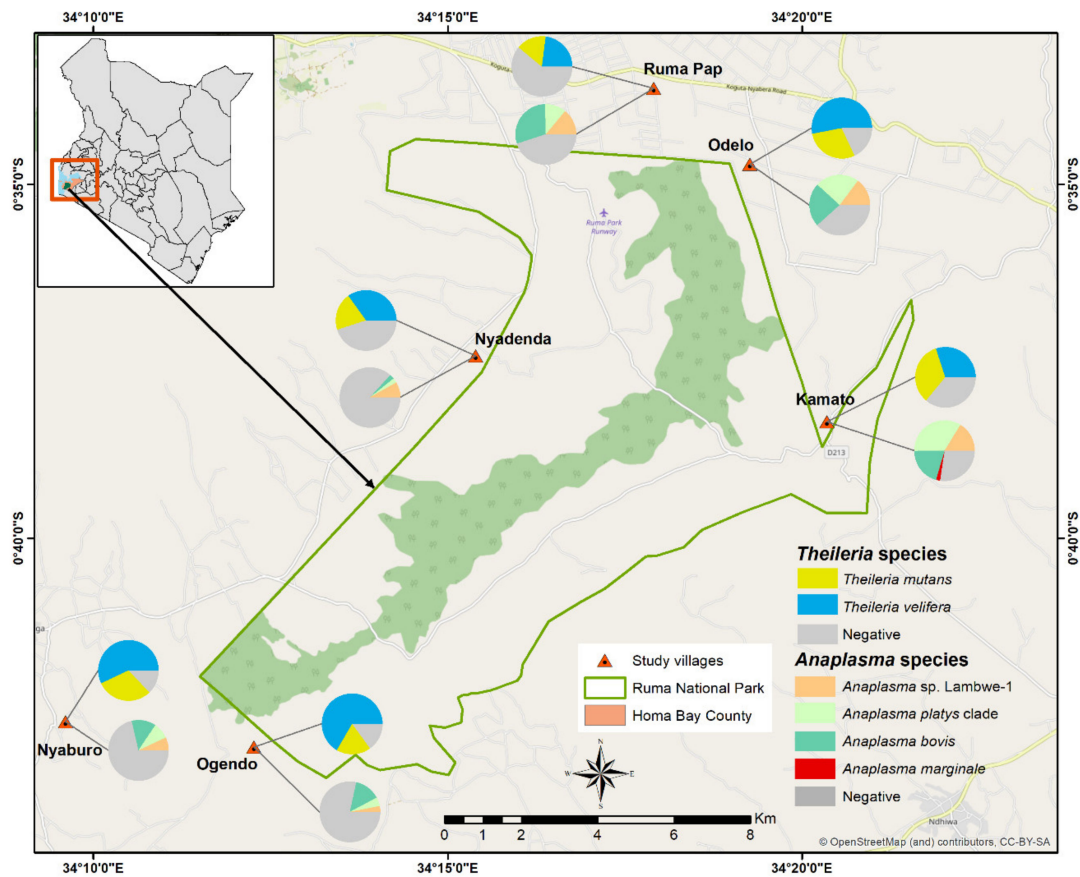 34°10'0"E
34°15'0"E
34°20'0"E
Ruma Pap
Koguta Nyabera Road
Odelo
0°35'0"S
0°35'0"S
Ruma Park
Runway
Nyadenda
Kamato
D213
0°40'0"S
0°40'0"S
Theileria species
Theileria mutans
Theileria velifera
Negative
Anaplasma species
Anaplasma sp. Lambwe-1
Anaplasma platys clade
Anaplasma bovis
Anaplasma marginale
Negative
Study villages
Ruma National Park
Homa Bay County
Nyaburo
Ogendo
N
W
E
S
Km
0 1 2 4 6 8
Ndhiwa
© OpenStreetMap (and) contributors, CC-BY-SA
34°10'0"E
34°15'0"E
34°20'0"E